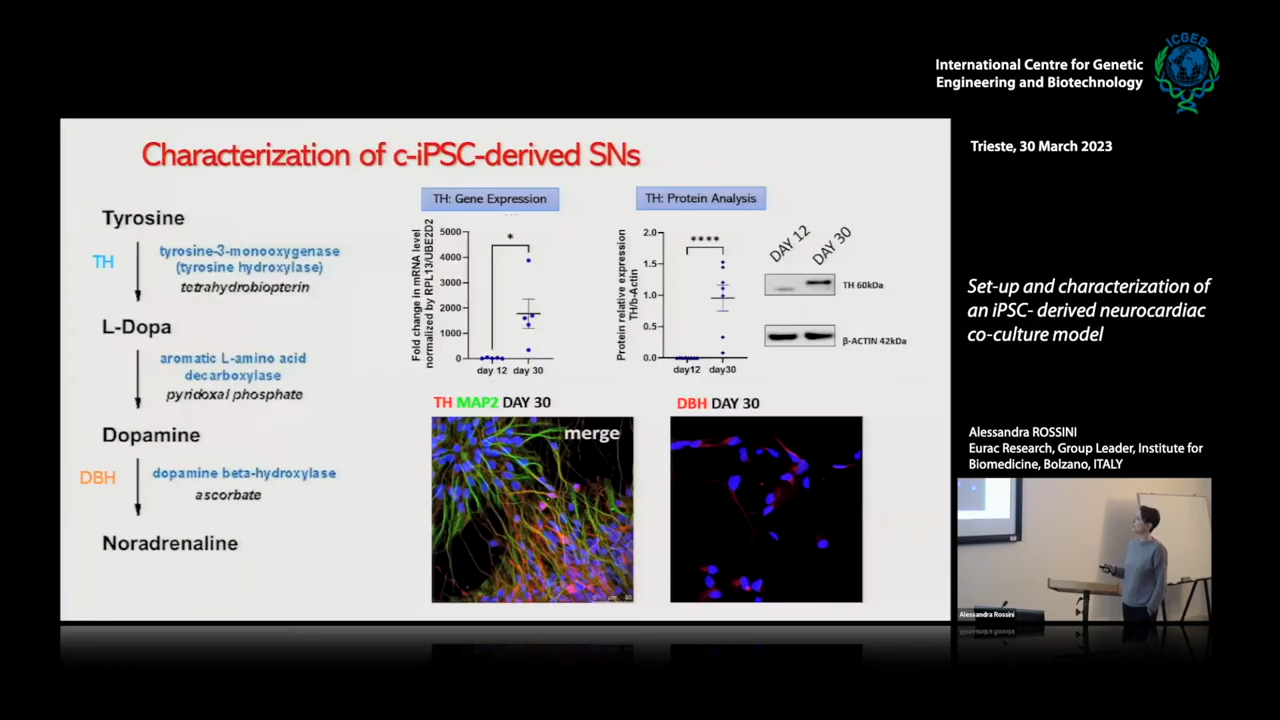 International Centre for Genetic
Engineering and Biotechnology
ICGEB
Trieste, 30 March 2023
Characterization of c-iPSC-derived SNs
Tyrosine
TH
tyrosine-3-monooxygenase
(tyrosine hydroxylase)
tetrahydrobiopterin
L-Dopa
aromatic L-amino acid
decarboxylase
pyridoxal phosphate
Dopamine
DBH
dopamine beta-hydroxylase
ascorbate
Noradrenaline
TH: Gene Expression
Fold change in mRNA level
normalized by RPL13/UBE2D2
5000
4000
3000
2000
1000
0
*
day 12 day 30
TH: Protein Analysis
Protein relative expression
TH/b-Actin
2.0
1.5
1.0
0.5
0.0
****
day12 day30
DAY 12
DAY 30
TH 60kDa
β-ACTIN 42kDa
TH MAP2 DAY 30
merge
DBH DAY 30
Set-up and characterization of
an iPSC- derived neurocardiac
co-culture model
Alessandra ROSSINI
Eurac Research, Group Leader, Institute for
Biomedicine, Bolzano, ITALY
Alessandra Rossini